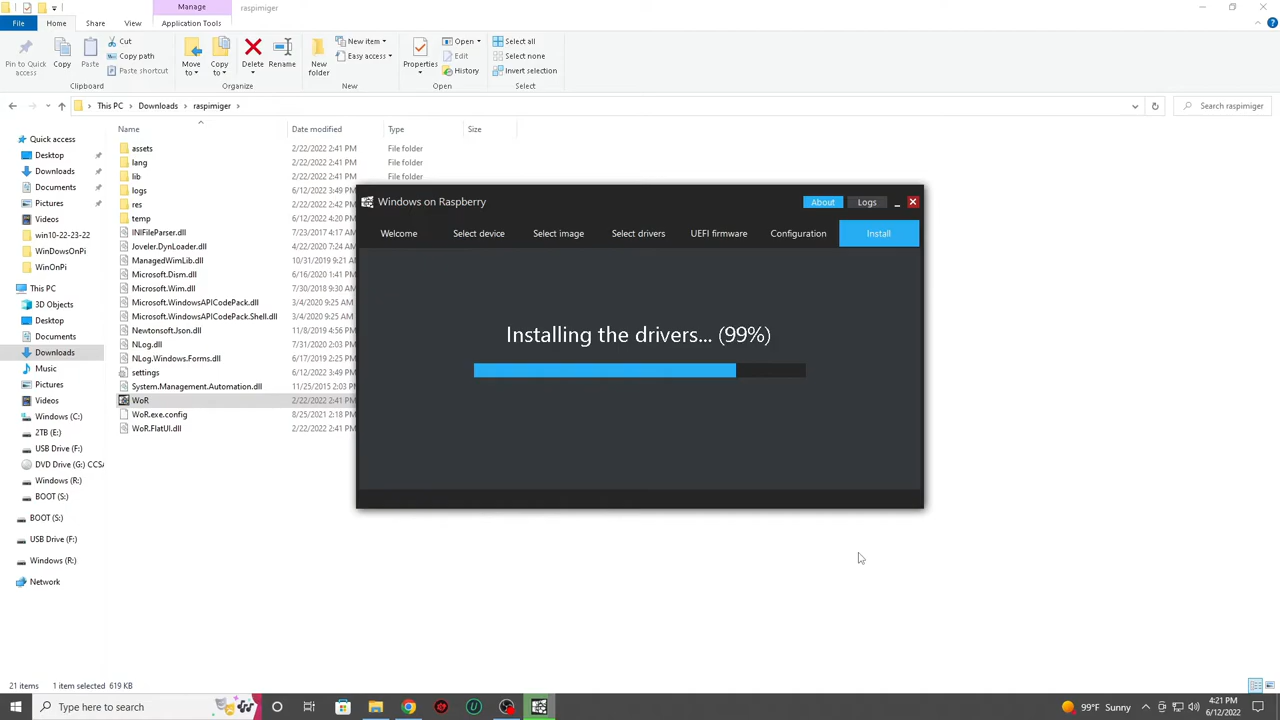 Manage
raspimiger
File
Home
Share
View
Application Tools
Pin to Quick access
Copy
Paste
Cut
Copy path
Paste shortcut
Clipboard
Move to
Copy to
Delete
Rename
Organize
New folder
New item
Easy access
New
Properties
Open
Edit
History
Open
Select all
Select none
Invert selection
Select
This PC
Downloads
raspimiger
Search raspimiger
Name
Date modified
Type
Size
Quick access
Desktop
Downloads
Documents
Pictures
Videos
win10-22-23-22
WinDowsOnPi
WinOnPi
This PC
3D Objects
Desktop
Documents
Downloads
Music
Pictures
Videos
Windows (C:)
2TB (E:)
USB Drive (F:)
DVD Drive (G:) CCSA
Windows (R:)
BOOT (S:)
BOOT (S:)
USB Drive (F:)
Windows (R:)
Network
assets 2/22/2022 2:41 PM File folder
lang 2/22/2022 2:41 PM File folder
lib 2/22/2022 2:41 PM File folder
logs 6/12/2022 3:49 PM File folder
res 2/22/2022 2:42 PM
temp 6/12/2022 4:20 PM
INIFileParser.dll 7/23/2017 4:17 AM
Joveler.DynLoader.dll 4/22/2020 7:24 AM
ManagedWimLib.dll 10/31/2019 9:21 AM
Microsoft.Dism.dll 6/16/2020 1:41 PM
Microsoft.Wim.dll 7/30/2018 9:30 AM
Microsoft.WindowsAPICodePack.dll 3/4/2020 9:25 AM
Microsoft.WindowsAPICodePack.Shell.dll 3/4/2020 9:25 AM
Newtonsoft.Json.dll 11/8/2019 4:56 PM
NLog.dll 7/31/2020 2:03 PM
NLog.Windows.Forms.dll 6/17/2019 2:25 PM
settings 6/12/2022 3:49 PM
System.Management.Automation.dll 11/25/2015 2:03 PM
WoR 2/22/2022 2:41 PM
WoR.exe.config 8/25/2021 2:18 PM
WoR.FlatUI.dll 2/22/2022 2:41 PM
Windows on Raspberry
About
Logs
Welcome
Select device
Select image
Select drivers
UEFI firmware
Configuration
Install
Installing the drivers... (99%)
21 items 1 item selected 619 KB
Type here to search
99°F Sunny
4:21 PM
6/12/2022